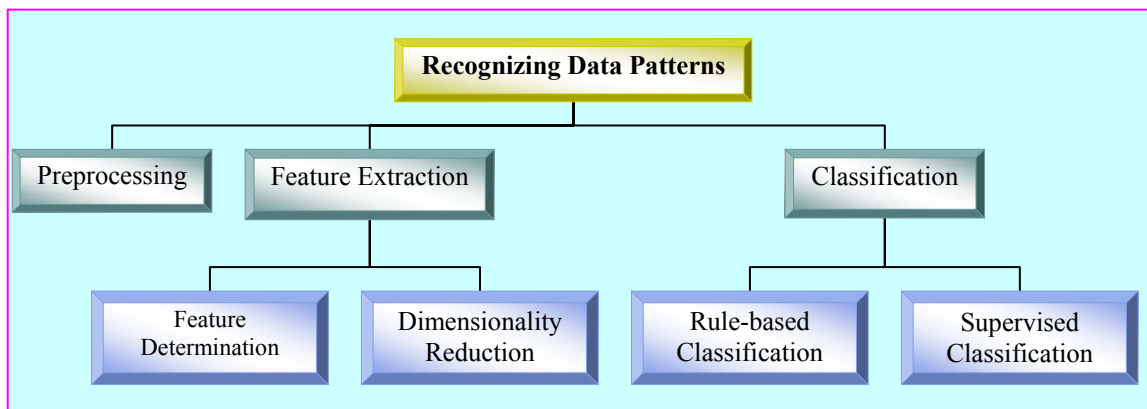 Recognizing Data Patterns
Preprocessing
Feature Extraction
Classification
Feature
Determination
Dimensionality
Reduction
Rule-based
Classification
Supervised
Classification